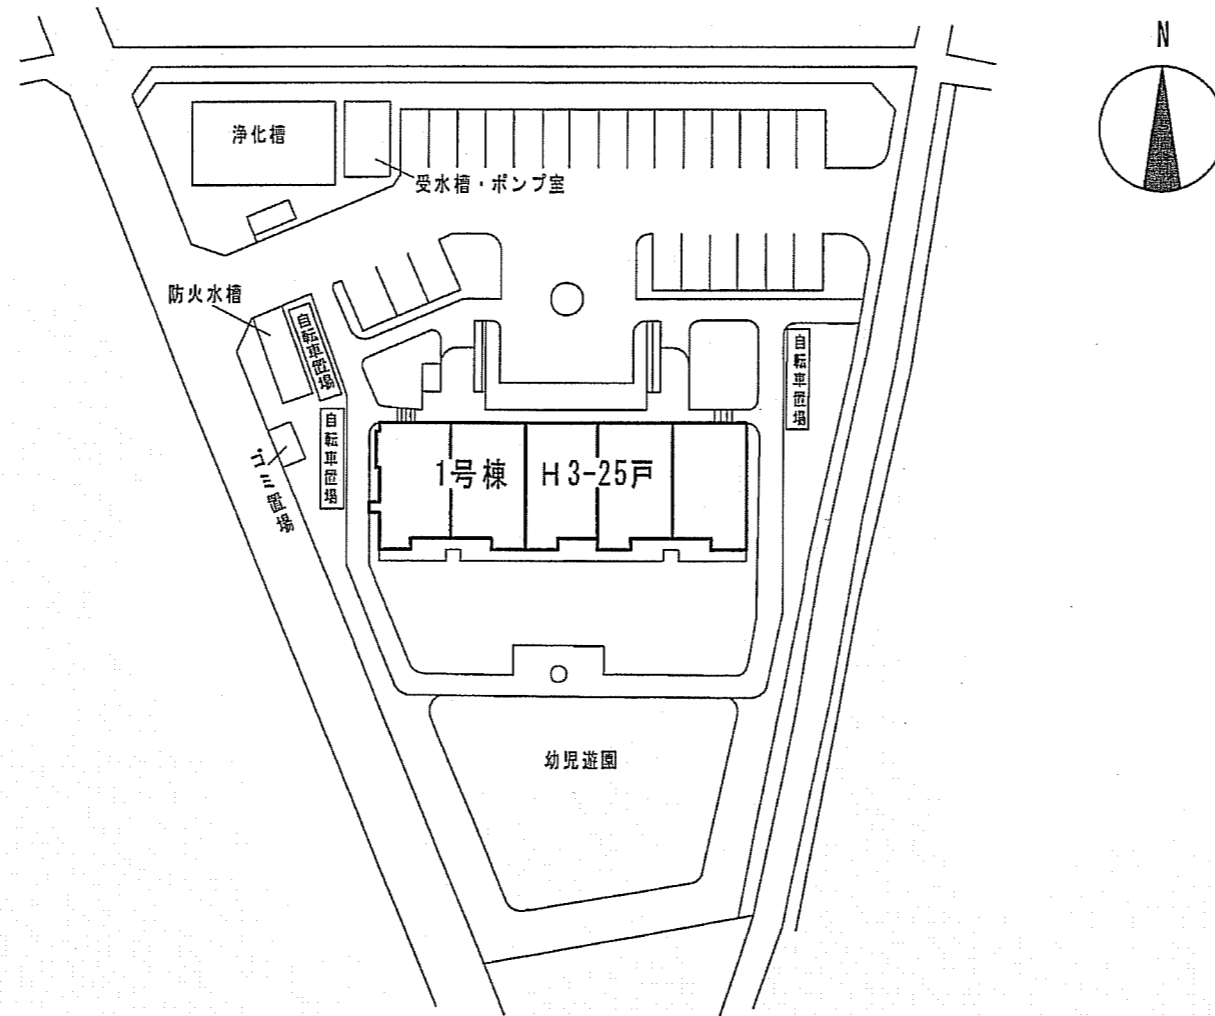 N
浄化槽
受水槽・ポンプ室
防火水槽
自転車置場
自転車置場
自転車置場
ゴミ置場
1号棟 H3-25戸
幼児遊園